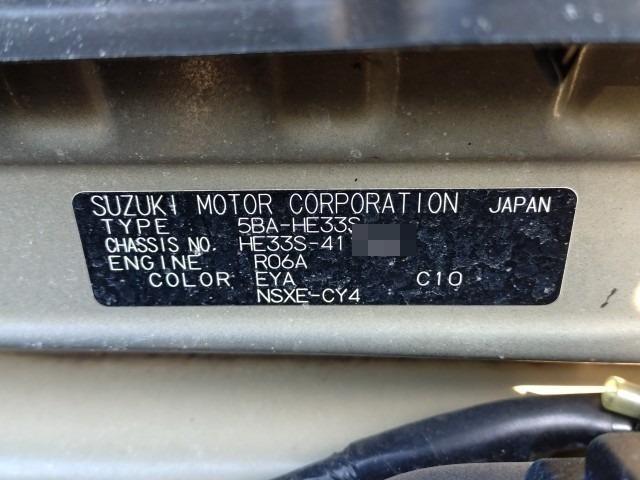 SUZUKI MOTOR CORPORATION JAPAN
TYPE 5BA-HE33S
CHASSIS NO. HE33S-41
ENGINE R06A
COLOR EYA C10
NSXE-CY4